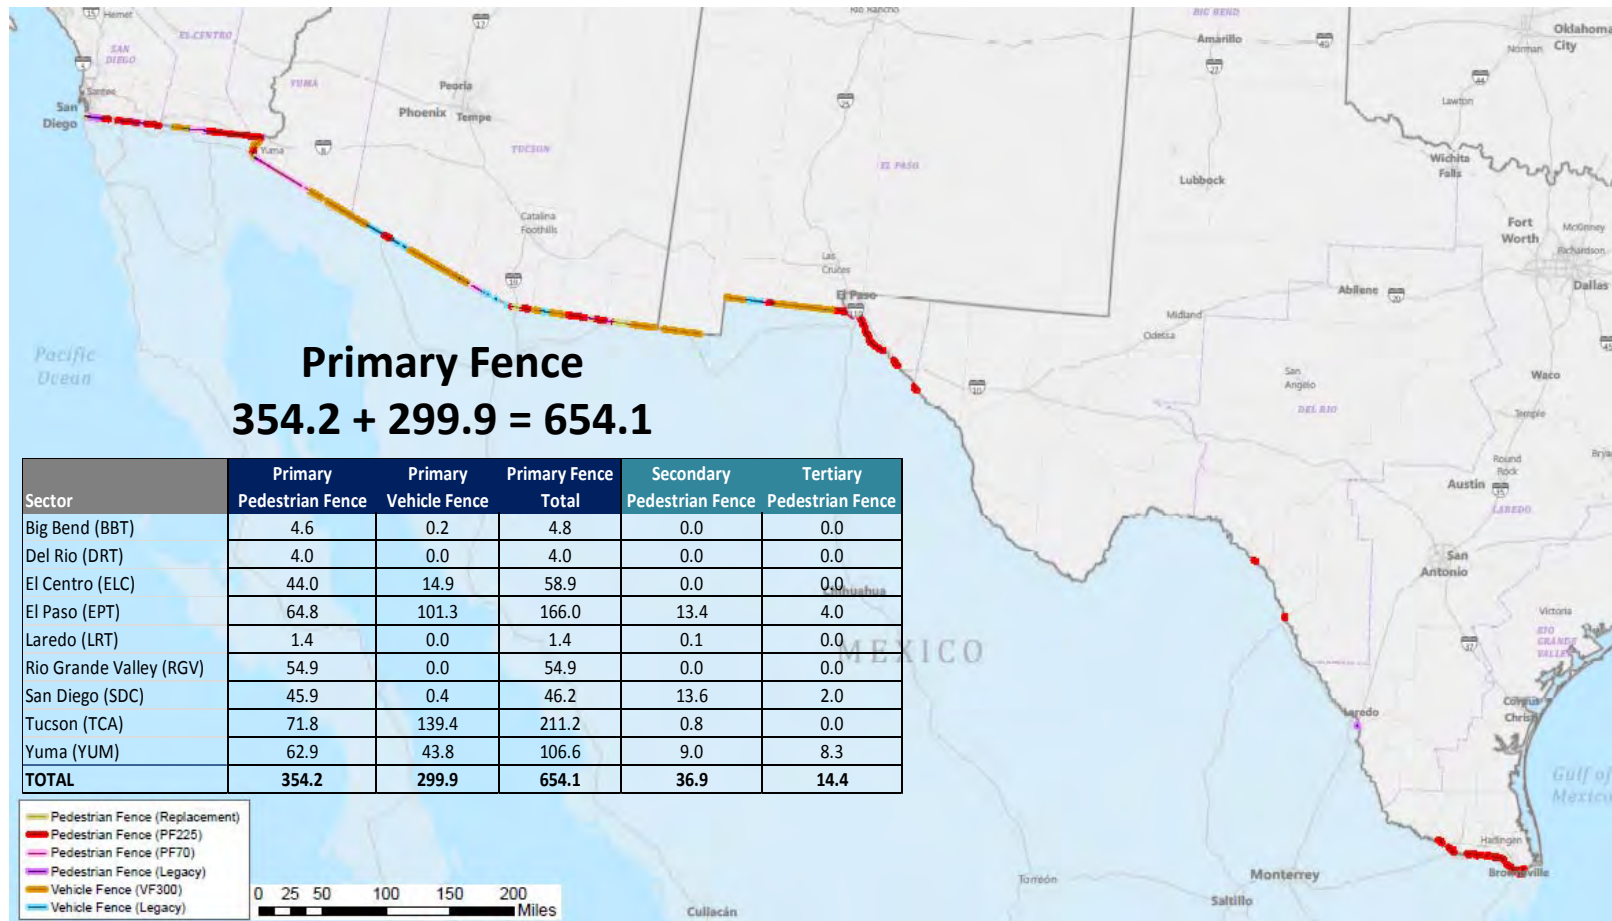 Hemet
RIO RANCHO
BIG BEND
EL CENTRO
SAN
DIEGO
YUMA
Amarillo
Oklahoma
City
Norman
Santee
San
Diego
Peoria
Phoenix
Tempe
Lawton
Yuma
TUCSON
EL PASO
Wichita
Falls
Lubbock
Catalina
Foothills
Fort
Worth
McKinney
Richardson
Dallas
Las
Cruces
El Paso
Abilene
Midland
Odessa
Pacific
Ocean
San
Angelo
DEL RIO
Waco
Temple
Round
Rock
Austin
LAREDO
San
Antonio
Victoria
RIO
GRANDE
VALLEY
Corpus
Christi
Laredo
Chihuahua
MEXICO
Gulf of
Mexico
Harlingen
Brownsville
Monterrey
Saltillo
Torreón
Culiacán
Primary Fence
354.2 + 299.9 = 654.1
Sector Primary Pedestrian Fence Primary Vehicle Fence Primary Fence Total Secondary Pedestrian Fence Tertiary Pedestrian Fence
Big Bend (BBT) 4.6 0.2 4.8 0.0 0.0
Del Rio (DRT) 4.0 0.0 4.0 0.0 0.0
El Centro (ELC) 44.0 14.9 58.9 0.0 0.0
El Paso (EPT) 64.8 101.3 166.0 13.4 4.0
Laredo (LRT) 1.4 0.0 1.4 0.1 0.0
Rio Grande Valley (RGV) 54.9 0.0 54.9 0.0 0.0
San Diego (SDC) 45.9 0.4 46.2 13.6 2.0
Tucson (TCA) 71.8 139.4 211.2 0.8 0.0
Yuma (YUM) 62.9 43.8 106.6 9.0 8.3
TOTAL 354.2 299.9 654.1 36.9 14.4
Pedestrian Fence (Replacement)
Pedestrian Fence (PF225)
Pedestrian Fence (PF70)
Pedestrian Fence (Legacy)
Vehicle Fence (VF300)
Vehicle Fence (Legacy)
0 25 50 100 150 200
Miles